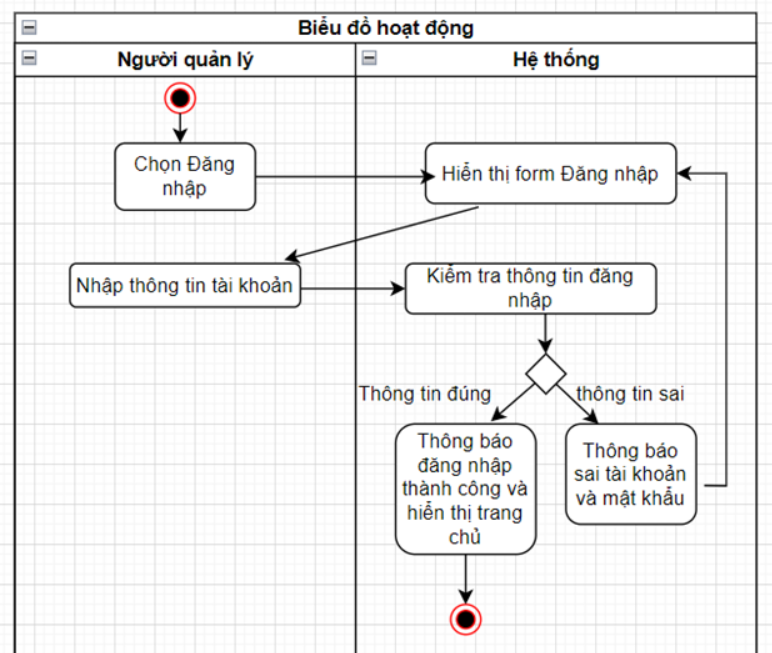 Biểu đồ hoạt động
Người quản lý
Hệ thống
Chọn Đăng
nhập
Hiển thị form Đăng nhập
Nhập thông tin tài khoản
Kiểm tra thông tin đăng
nhập
Thông tin đúng
thông tin sai
Thông báo
đăng nhập
thành công và
hiển thị trang
chủ
Thông báo
sai tài khoản
và mật khẩu